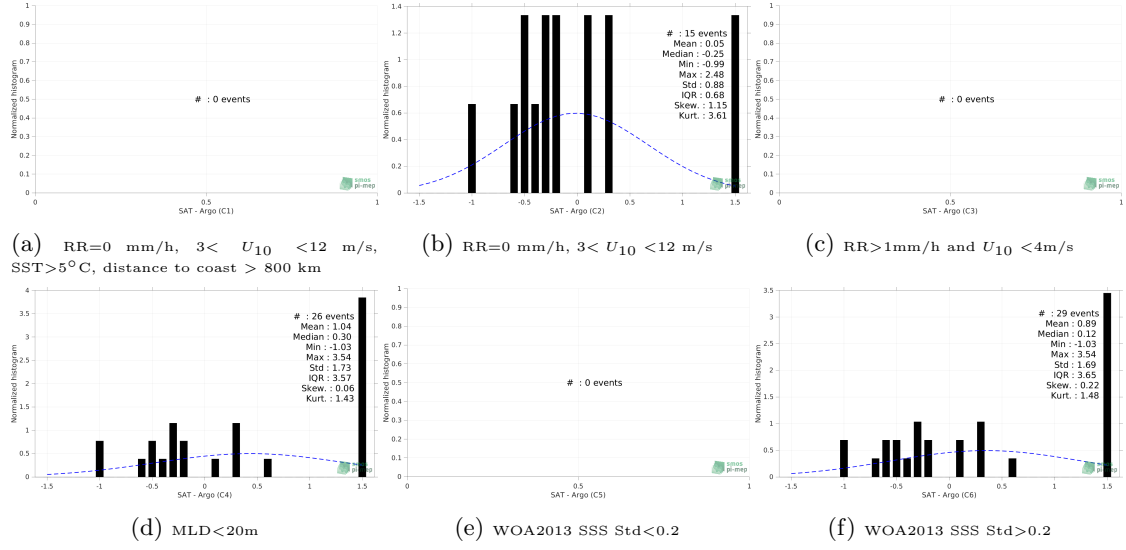 1
0.9
0.8
0.7
0.6
0.5
0.4
0.3
0.2
0.1
0
Normalized histogram
# : 0 events
smos
pi-mep
0 0.5 1
SAT - Argo (C1)
(a) RR=0 mm/h, 3< U10 <12 m/s,
SST>5°C, distance to coast > 800 km
1.4
1.2
1.0
0.8
0.6
0.4
0.2
0
Normalized histogram
# : 15 events
Mean : 0.05
Median : -0.25
Min : -0.99
Max : 2.48
Std : 0.88
IQR : 0.68
Skew. : 1.15
Kurt. : 3.61
smos
pi-mep
-1.5 -1 -0.5 0 0.5 1 1.5
SAT - Argo (C2)
(b) RR=0 mm/h, 3< U10 <12 m/s
1
0.9
0.8
0.7
0.6
0.5
0.4
0.3
0.2
0.1
0
Normalized histogram
# : 0 events
smos
pi-mep
0 0.5 1
SAT - Argo (C3)
(c) RR>1mm/h and U10 <4m/s
4
3.5
3
2.5
2
1.5
1
0.5
0
Normalized histogram
# : 26 events
Mean : 1.04
Median : 0.30
Min : -1.03
Max : 3.54
Std : 1.73
IQR : 3.57
Skew. : 0.06
Kurt. : 1.43
smos
pi-mep
-1.5 -1 -0.5 0 0.5 1 1.5
SAT - Argo (C4)
(d) MLD<20m
1
0.9
0.8
0.7
0.6
0.5
0.4
0.3
0.2
0.1
0
Normalized histogram
# : 0 events
smos
pi-mep
0 0.5 1
SAT - Argo (C5)
(e) WOA2013 SSS Std<0.2
3.5
3
2.5
2
1.5
1
0.5
0
Normalized histogram
# : 29 events
Mean : 0.89
Median : 0.12
Min : -1.03
Max : 3.54
Std : 1.69
IQR : 3.65
Skew. : 0.22
Kurt. : 1.48
smos
pi-mep
-1.5 -1 -0.5 0 0.5 1 1.5
SAT - Argo (C6)
(f) WOA2013 SSS Std>0.2